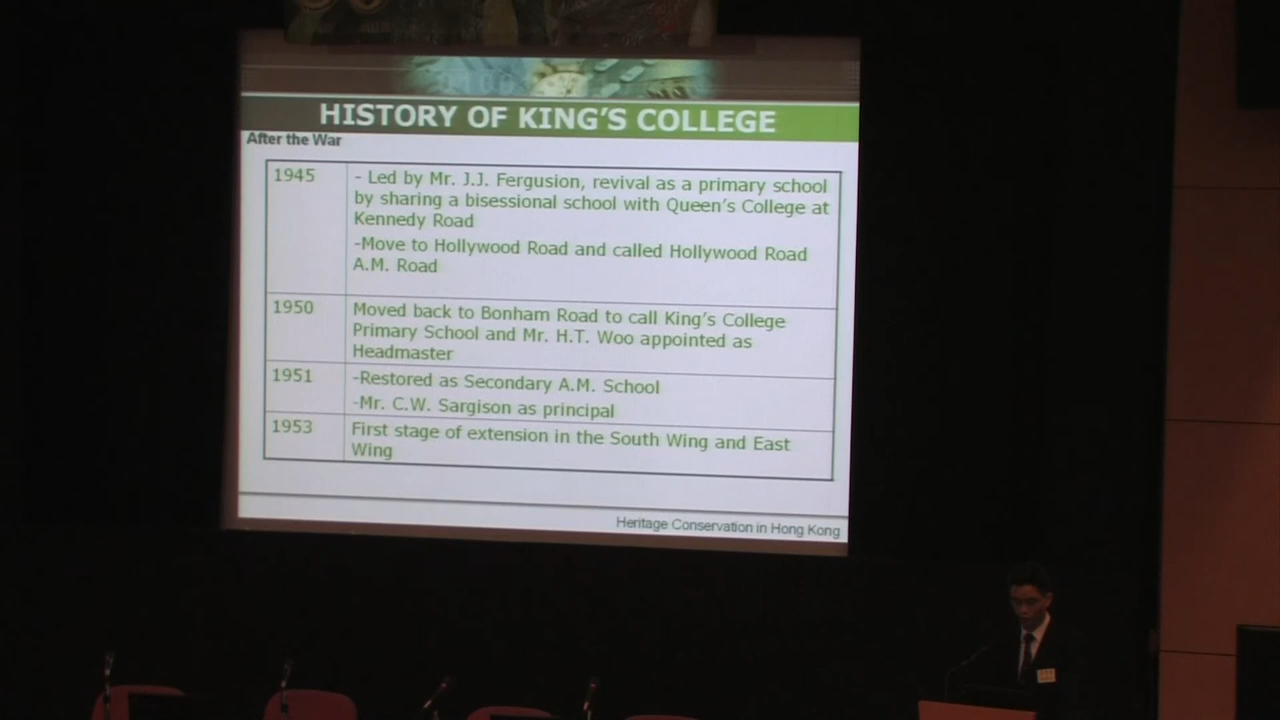 HISTORY OF KING'S COLLEGE
After the War
1945
- Led by Mr. J.J. Fergusion, revival as a primary school
by sharing a bisessional school with Queen's College at
Kennedy Road
-Move to Hollywood Road and called Hollywood Road
A.M. Road
1950
Moved back to Bonham Road to call King's College
Primary School and Mr. H.T. Woo appointed as
Headmaster
1951
-Restored as Secondary A.M. School
-Mr. C.W. Sargison as principal
1953
First stage of extension in the South Wing and East
Wing
Heritage Conservation in Hong Kong